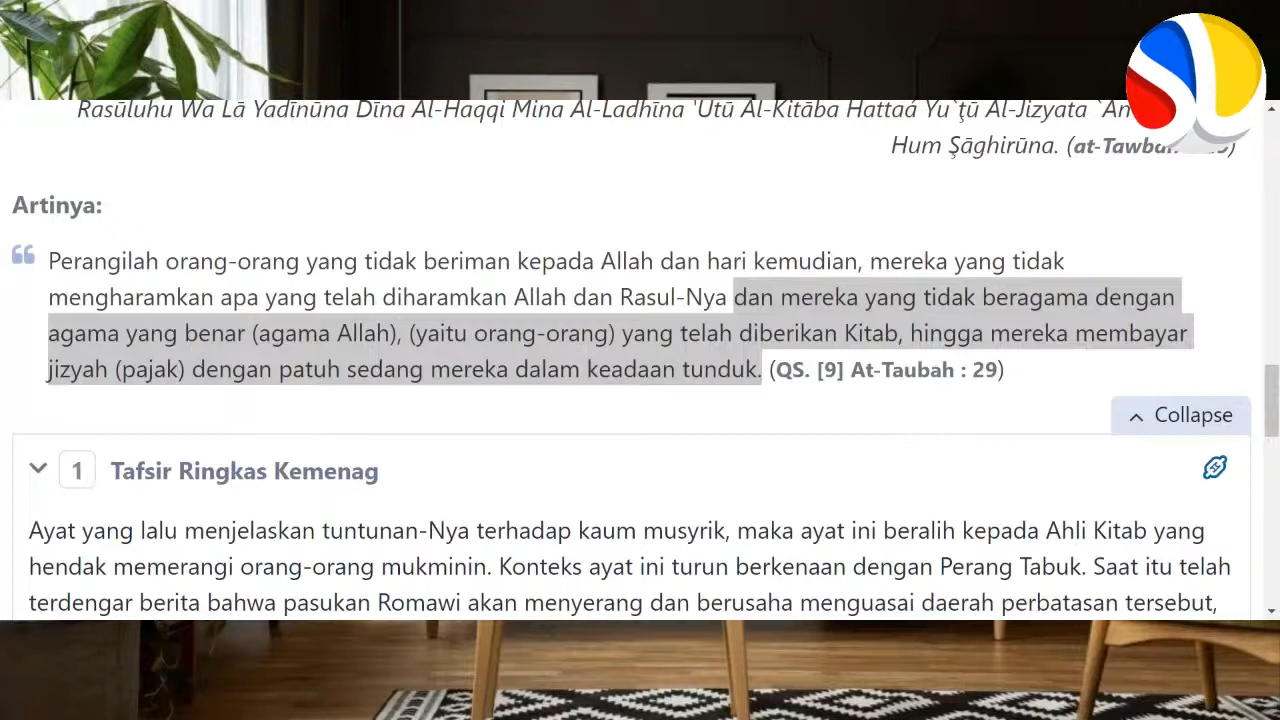 Rasūluhu Wa Lā Yadīnūna Dīna Al-Haqqi Mina Al-Ladhīna 'Ūtū Al-Kitāba Hattaá Yu`ţū Al-Jizyata `An
Hum Şāghirūna. (at-Tawbah
Artinya:
Perangilah orang-orang yang tidak beriman kepada Allah dan hari kemudian, mereka yang tidak
mengharamkan apa yang telah diharamkan Allah dan Rasul-Nya dan mereka yang tidak beragama dengan
agama yang benar (agama Allah), (yaitu orang-orang) yang telah diberikan Kitab, hingga mereka membayar
jizyah (pajak) dengan patuh sedang mereka dalam keadaan tunduk. (QS. [9] At-Taubah : 29)
Collapse
1 Tafsir Ringkas Kemenag
Ayat yang lalu menjelaskan tuntunan-Nya terhadap kaum musyrik, maka ayat ini beralih kepada Ahli Kitab yang
hendak memerangi orang-orang mukminin. Konteks ayat ini turun berkenaan dengan Perang Tabuk. Saat itu telah
terdengar berita bahwa pasukan Romawi akan menyerang dan berusaha menguasai daerah perbatasan tersebut,